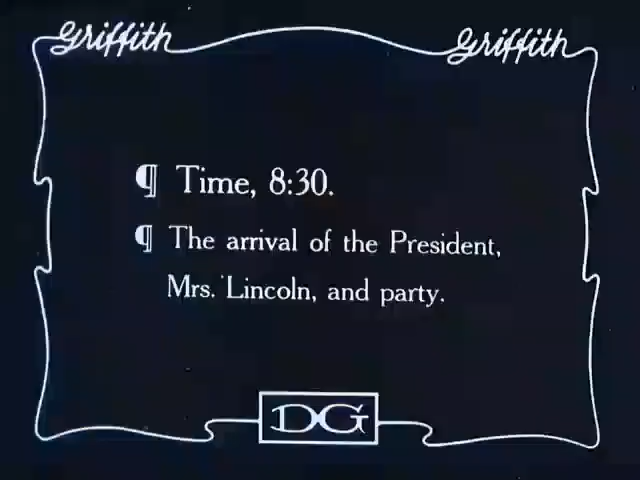 Griffith Griffith
¶ Time, 8:30.
¶ The arrival of the President,
Mrs. Lincoln, and party.
DG